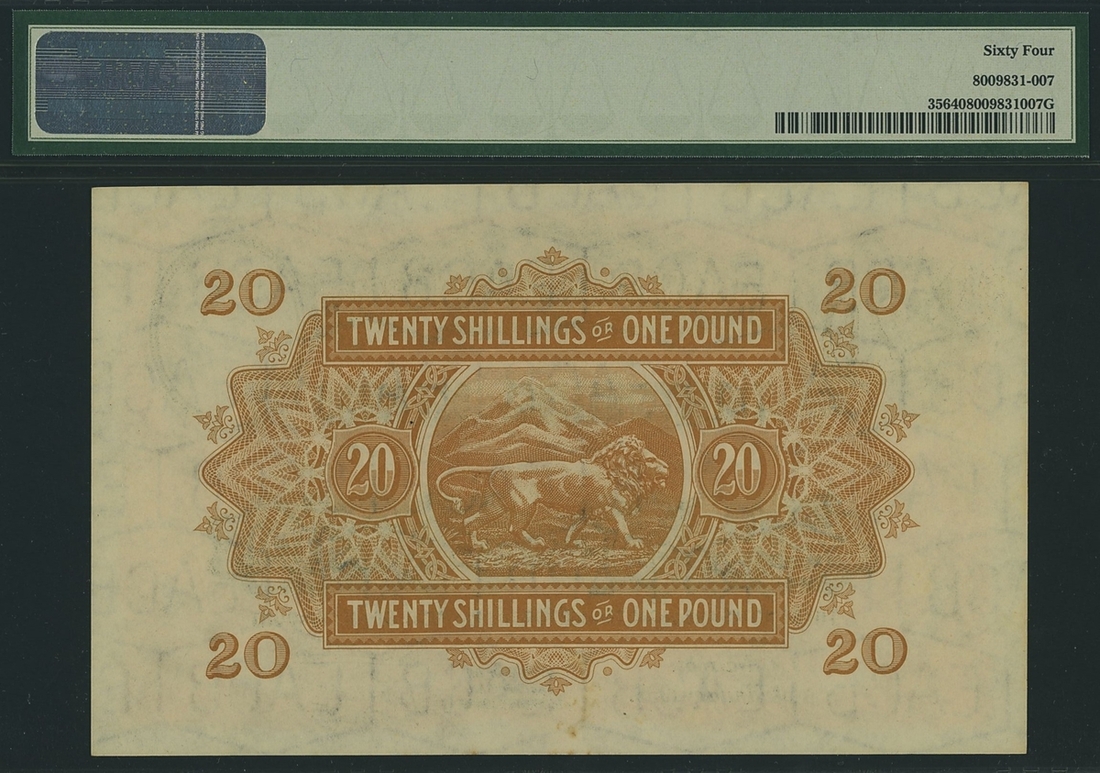 Sixty Four
8009831-007
356408009831007G
20 20
TWENTY SHILLINGS OR ONE POUND
20 20
TWENTY SHILLINGS OR ONE POUND
20 20